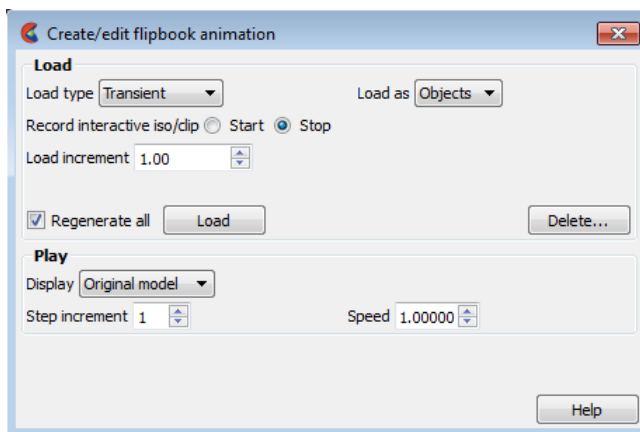 Create/edit flipbook animation
Load
Load type Transient Load as Objects
Record interactive iso/clip Start Stop
Load increment 1.00
Regenerate all Load Delete...
Play
Display Original model
Step increment 1 Speed 1.00000
Help